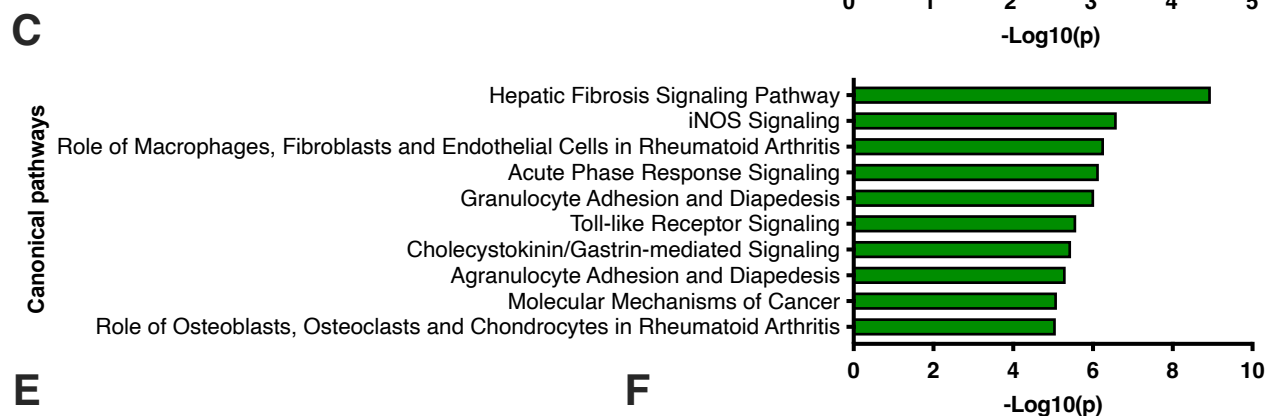 0 1 2 3 4 5
C
-Log10(p)
Canonical pathways
Hepatic Fibrosis Signaling Pathway
iNOS Signaling
Role of Macrophages, Fibroblasts and Endothelial Cells in Rheumatoid Arthritis
Acute Phase Response Signaling
Granulocyte Adhesion and Diapedesis
Toll-like Receptor Signaling
Cholecystokinin/Gastrin-mediated Signaling
Agranulocyte Adhesion and Diapedesis
Molecular Mechanisms of Cancer
Role of Osteoblasts, Osteoclasts and Chondrocytes in Rheumatoid Arthritis
0 2 4 6 8 10
E F
-Log10(p)